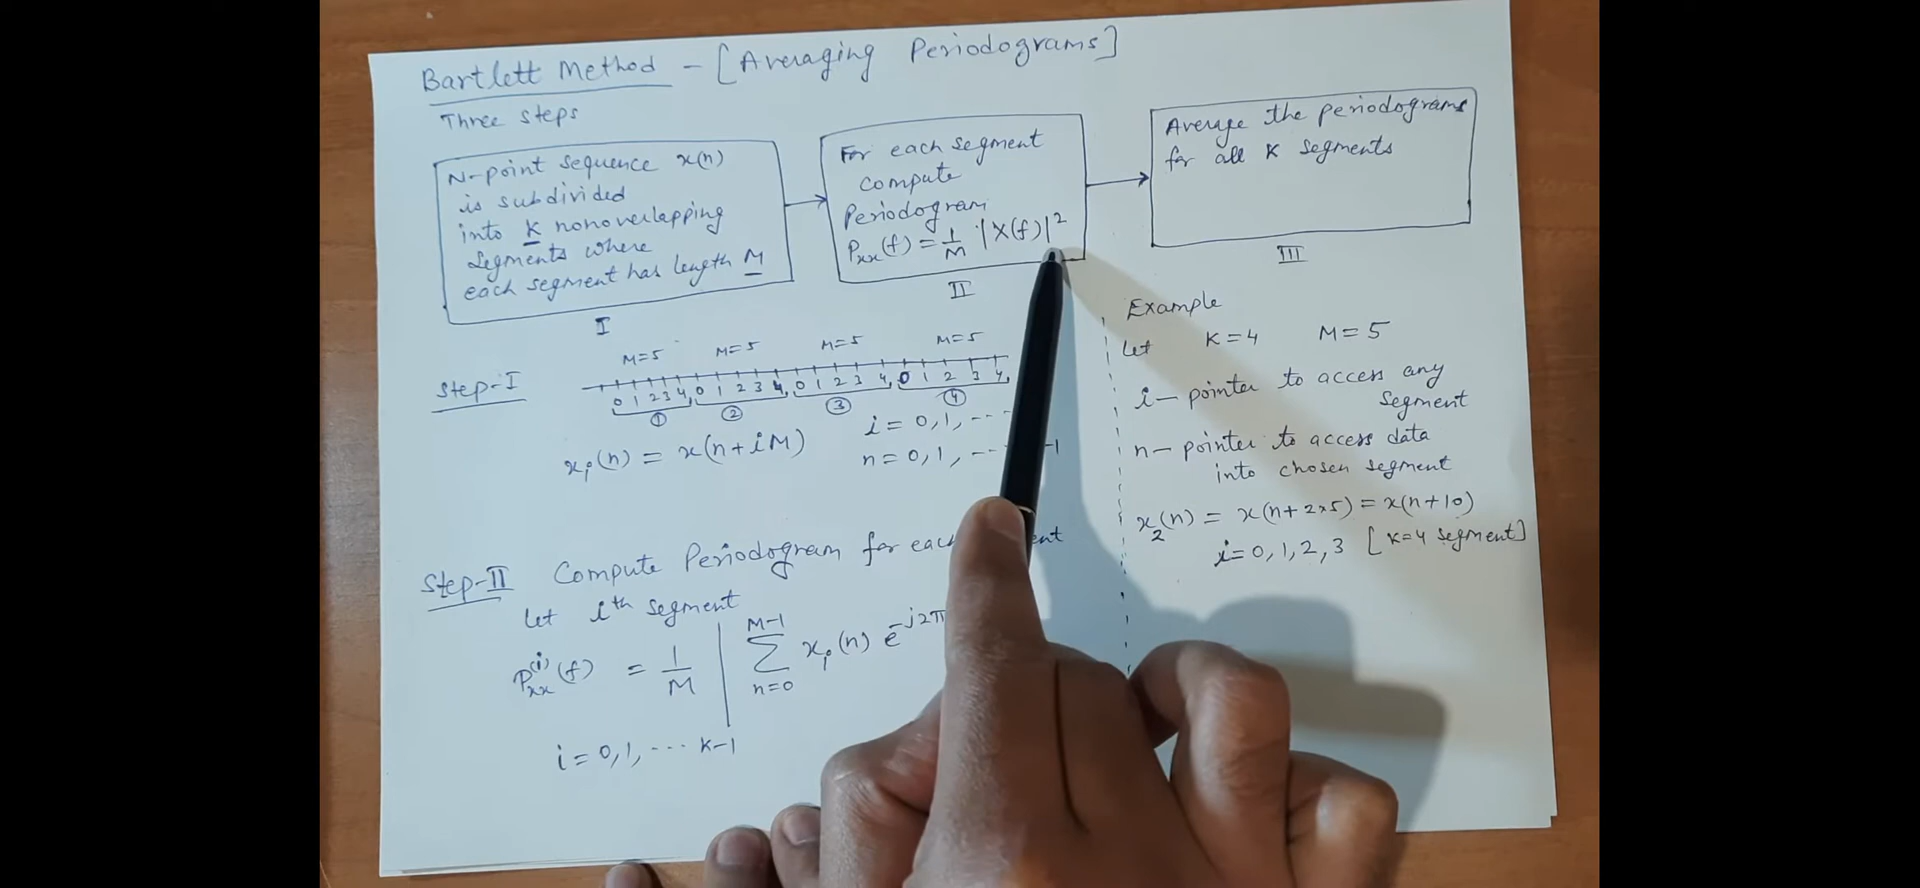 Bartlett Method - [Averaging Periodograms]
Three steps
N-point sequence x(n)
is subdivided
into K nonoverlapping
segments where
each segment has length M
I
For each segment
compute
Periodogram
Pxx(f) = 1/M · |X(f)|²
II
Average the periodograms
for all K segments
III
Step-I
M=5 M=5 M=5 M=5
0 1 2 3 4 0 1 2 3 4 0 1 2 3 4 0 1 2 3 4
① ② ③ ④
xᵢ(n) = x(n+iM)
i = 0,1, ---
n = 0,1, -- -1
Example
Let K=4 M=5
i- pointer to access any
segment
n- pointer to access data
into chosen segment
x₂(n) = x(n+2×5) = x(n+10)
i=0,1,2,3 [K=4 segment]
Step-II Compute Periodogram for each
Let ith segment
Pxx⁽ⁱ⁾(f) = 1/M | Σ n=0 M-1 xᵢ(n) e^-j2π
i = 0,1, ---- K-1